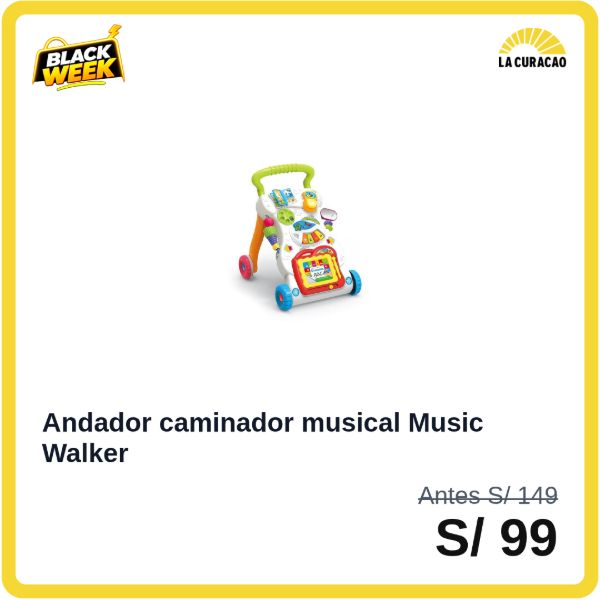 BLACK
WEEK
LA CURACAO
Andador caminador musical Music
Walker
Antes S/ 149
S/ 99